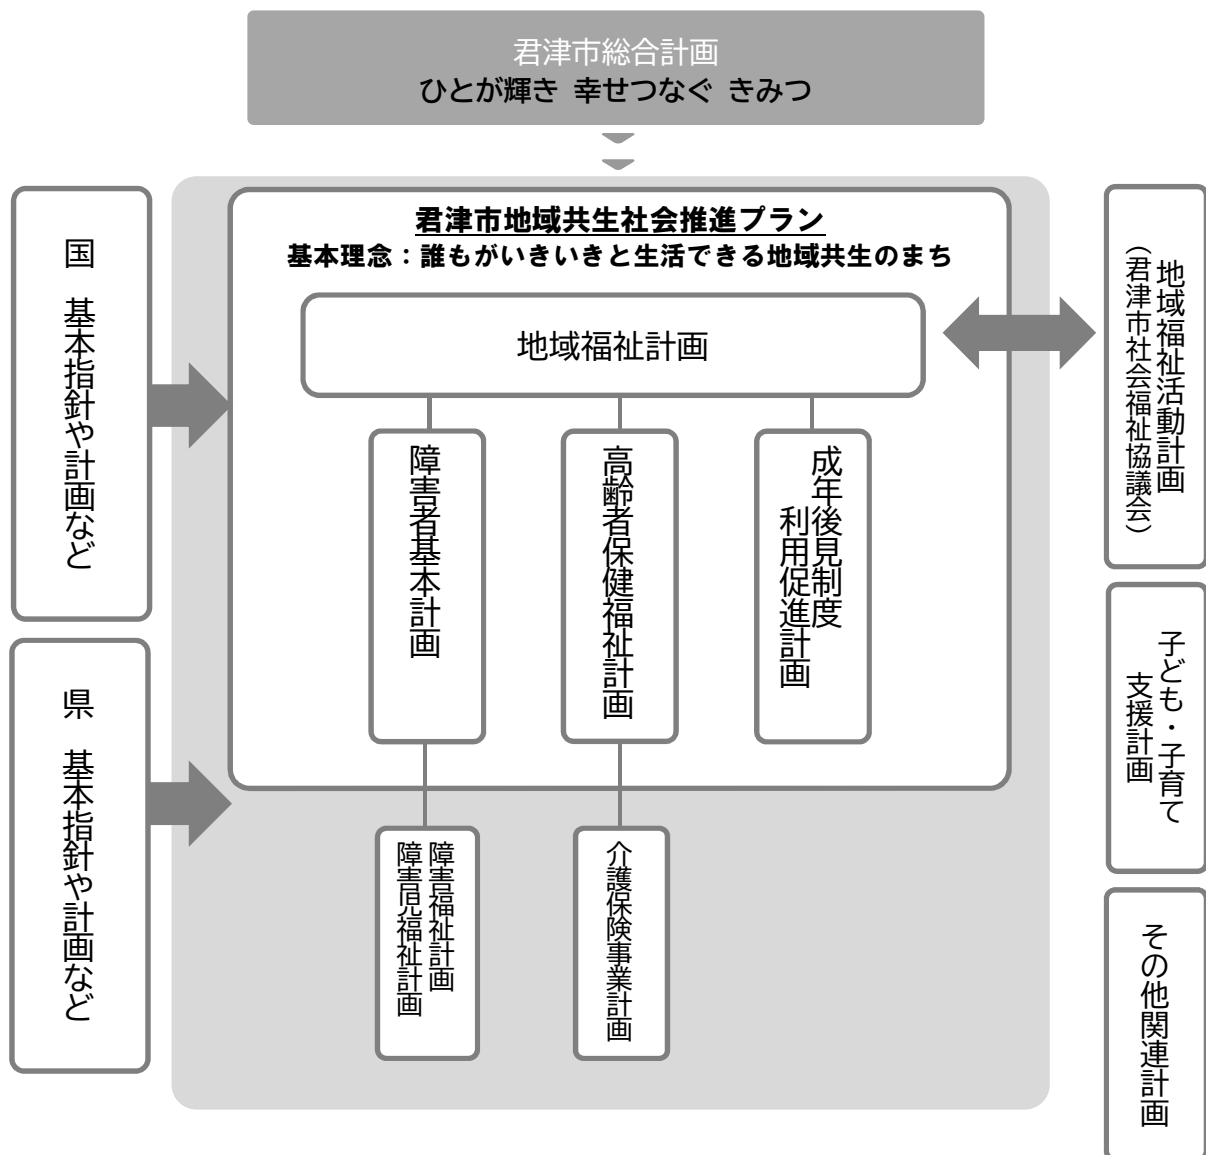 君津市総合計画
ひとが輝き 幸せつなぐ きみつ
君津市地域共生社会推進プラン
基本理念：誰もがいきいきと生活できる地域共生のまち
国 基本指針や計画など
県 基本指針や計画など
地域福祉計画
障害者基本計画
高齢者保健福祉計画
成年後見制度
利用促進計画
障害福祉計画
障害児福祉計画
介護保険事業計画
地域福祉活動計画
（君津市社会福祉協議会）
子ども・子育て
支援計画
その他関連計画